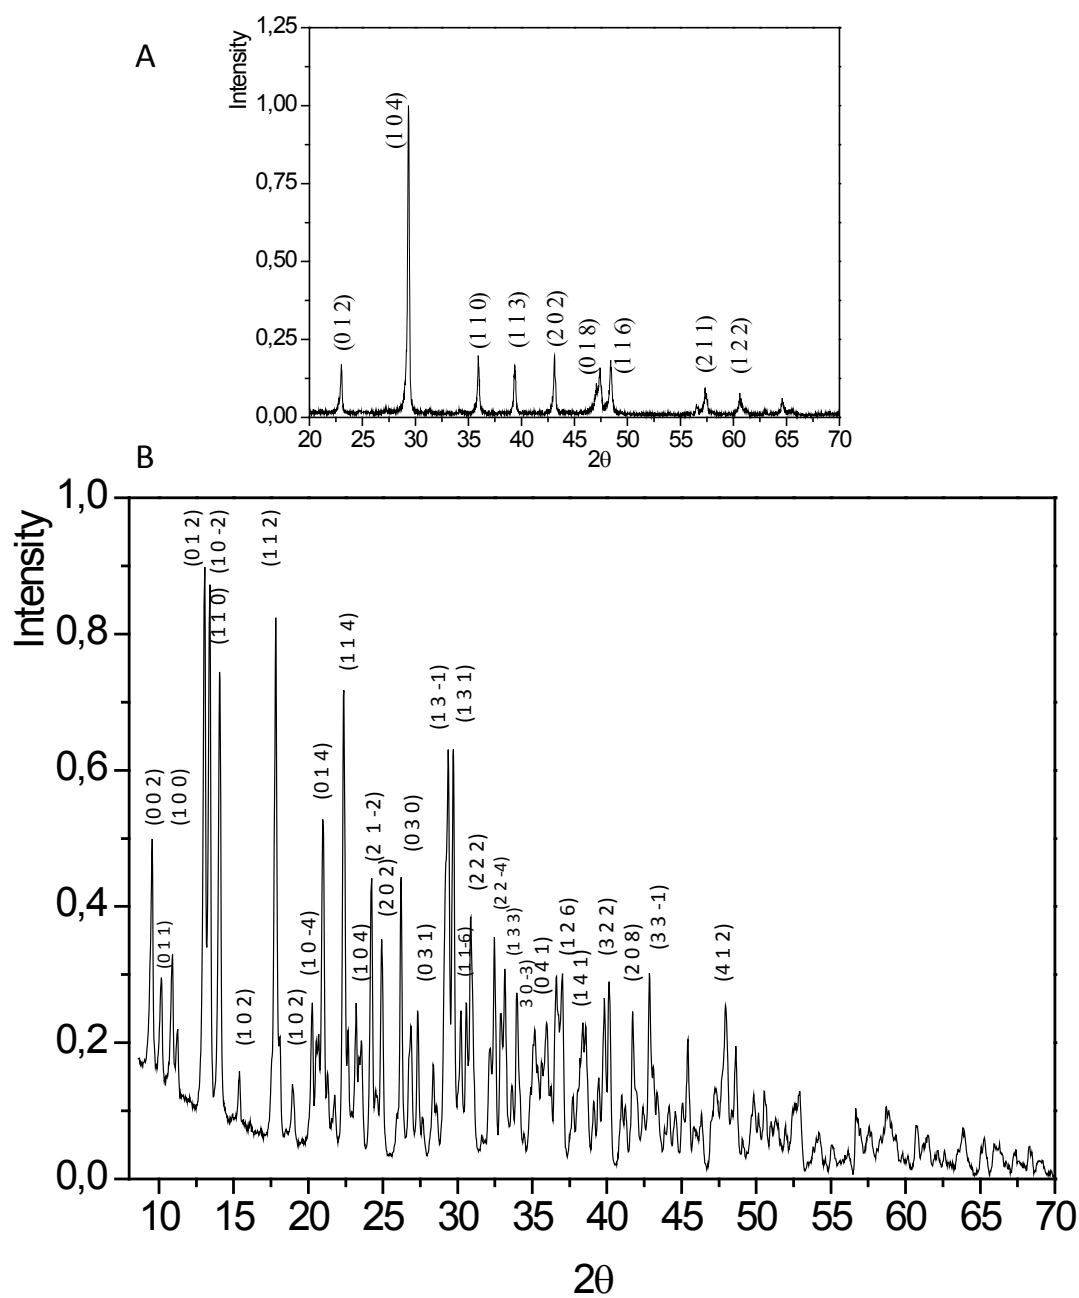 A
Intensity
1,25
1,00
0,75
0,50
0,25
0,00
(0 1 2)
(1 0 4)
(1 1 0)
(1 1 3)
(2 0 2)
(0 1 8)
(1 1 6)
(2 1 1)
(1 2 2)
20 25 30 35 40 45 50 55 60 65 70
2θ
B
Intensity
1,0
0,8
0,6
0,4
0,2
0,0
(0 0 2)
(0 1 1)
(1 0 0)
(0 1 2)
(1 0 -2)
(1 1 0)
(1 0 2)
(1 1 2)
(1 0 2)
(1 0 -4)
(0 1 4)
(1 1 4)
(1 0 4)
(2 1 -2)
(2 0 2)
(0 3 0)
(0 3 1)
(1 3 -1)
(1 3 1)
(1 1-6)
(2 2 2)
(2 2 -4)
(1 3 3)
3 0 -3)
(0 4 1)
(1 2 6)
(1 4 1)
(3 2 2)
(2 0 8)
(3 3 -1)
(4 1 2)
10 15 20 25 30 35 40 45 50 55 60 65 70
2θ